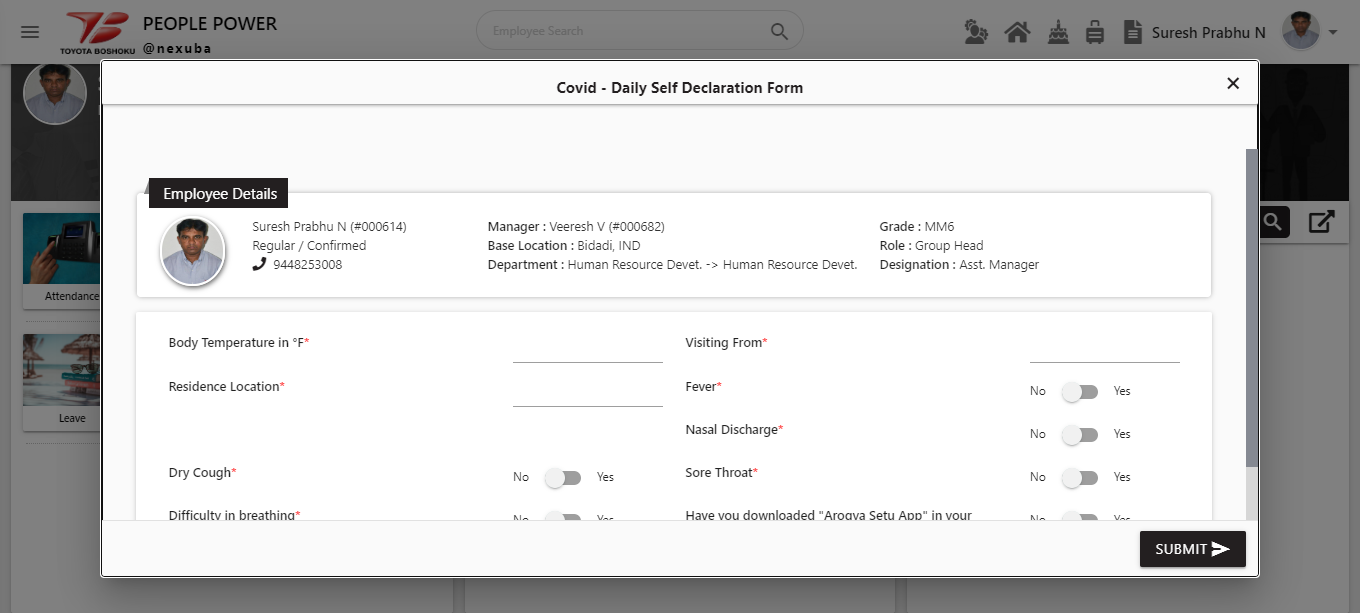 PEOPLE POWER
TOYOTA BOSHOKU
@nexuba
Employee Search
Suresh Prabhu N
Covid - Daily Self Declaration Form
Employee Details
Suresh Prabhu N (#000614)
Regular / Confirmed
9448253008
Manager : Veeresh V (#000682)
Base Location : Bidadi, IND
Department : Human Resource Devet. -> Human Resource Devet.
Grade : MM6
Role : Group Head
Designation : Asst. Manager
Attendance
Leave
Body Temperature in °F*
Visiting From*
Residence Location*
Fever* No Yes
Nasal Discharge* No Yes
Dry Cough* No Yes
Sore Throat* No Yes
Difficulty in breathing* No Yes
Have you downloaded "Arogya Setu App" in your No Yes
SUBMIT